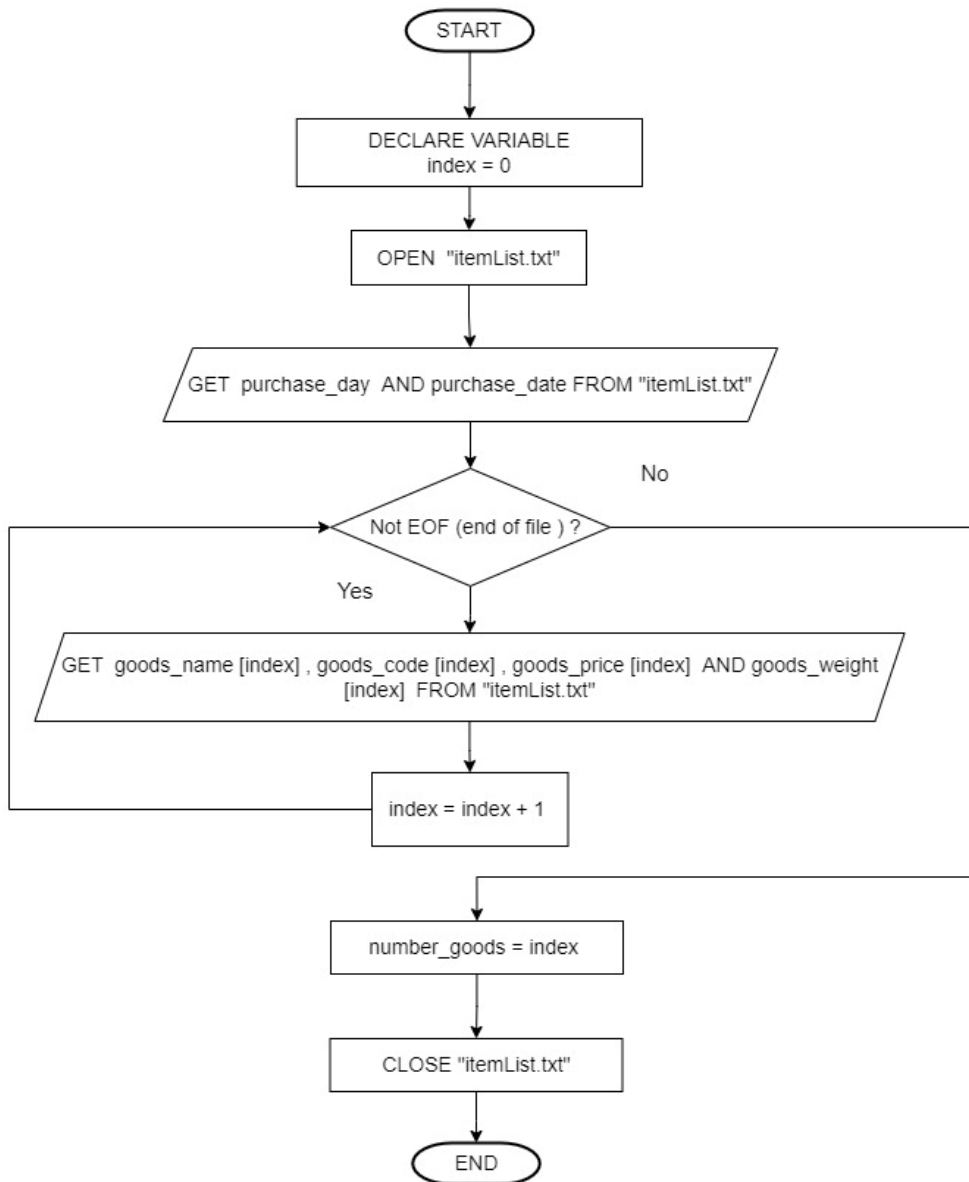 START
DECLARE VARIABLE
index = 0
OPEN "itemList.txt"
GET purchase_day AND purchase_date FROM "itemList.txt"
No
Not EOF (end of file ) ?
Yes
GET goods_name [index] , goods_code [index] , goods_price [index] AND goods_weight
[index] FROM "itemList.txt"
index = index + 1
number_goods = index
CLOSE "itemList.txt"
END